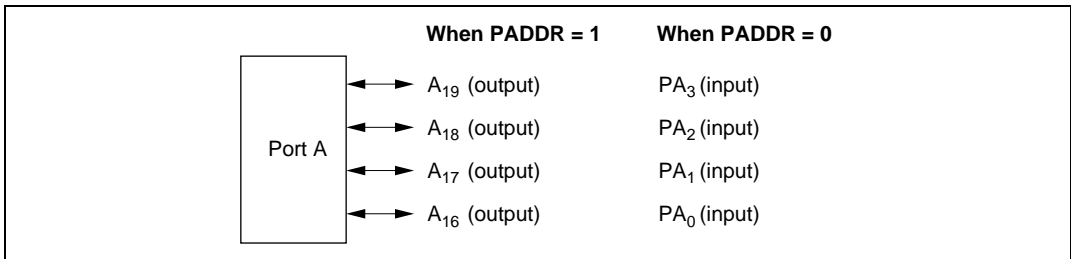 When PADDR = 1 When PADDR = 0
A₁₉ (output) PA₃ (input)
A₁₈ (output) PA₂ (input)
Port A
A₁₇ (output) PA₁ (input)
A₁₆ (output) PA₀ (input)